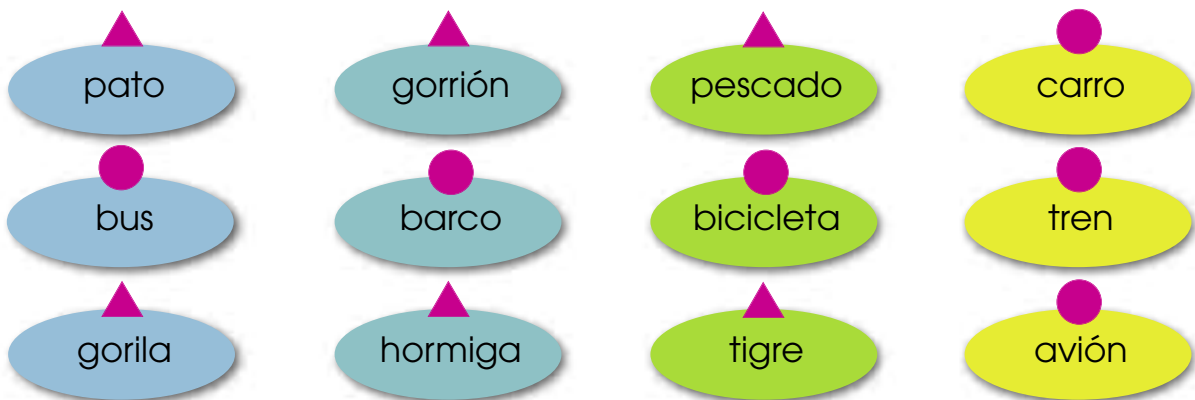 pato gorrión pescado carro
bus barco bicicleta tren
gorila hormiga tigre avión